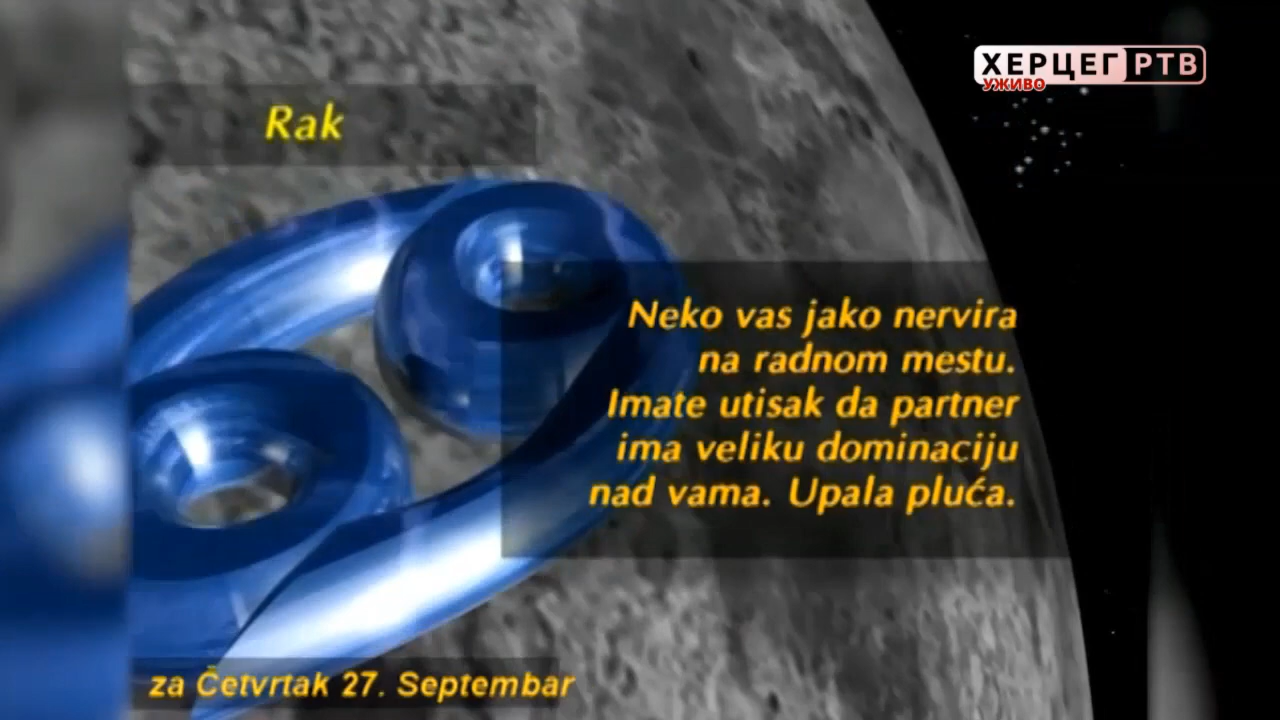 ХЕРЦЕГ РТВ
УЖИВО
Rak
Neko vas jako nervira
na radnom mestu.
Imate utisak da partner
ima veliku dominaciju
nad vama. Upala pluća.
za Četvrtak 27. Septembar